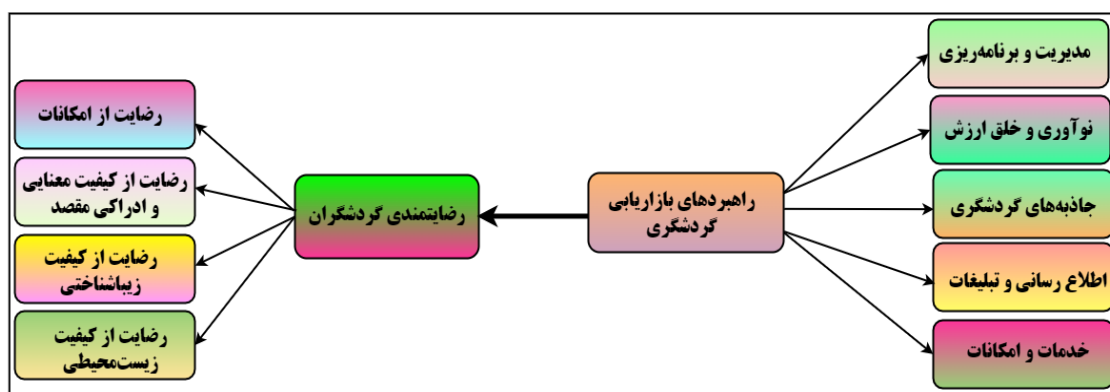 مدیریت و برنامه‌ریزی
نوآوری و خلق ارزش
جاذبه‌های گردشگری
اطلاع رسانی و تبلیغات
خدمات و امکانات
راهبردهای بازاریابی
گردشگری
رضایتمندی گردشگران
رضایت از امکانات
رضایت از کیفیت معنایی
و ادراکی مقصد
رضایت از کیفیت
زیباشناختی
رضایت از کیفیت
زیست‌محیطی